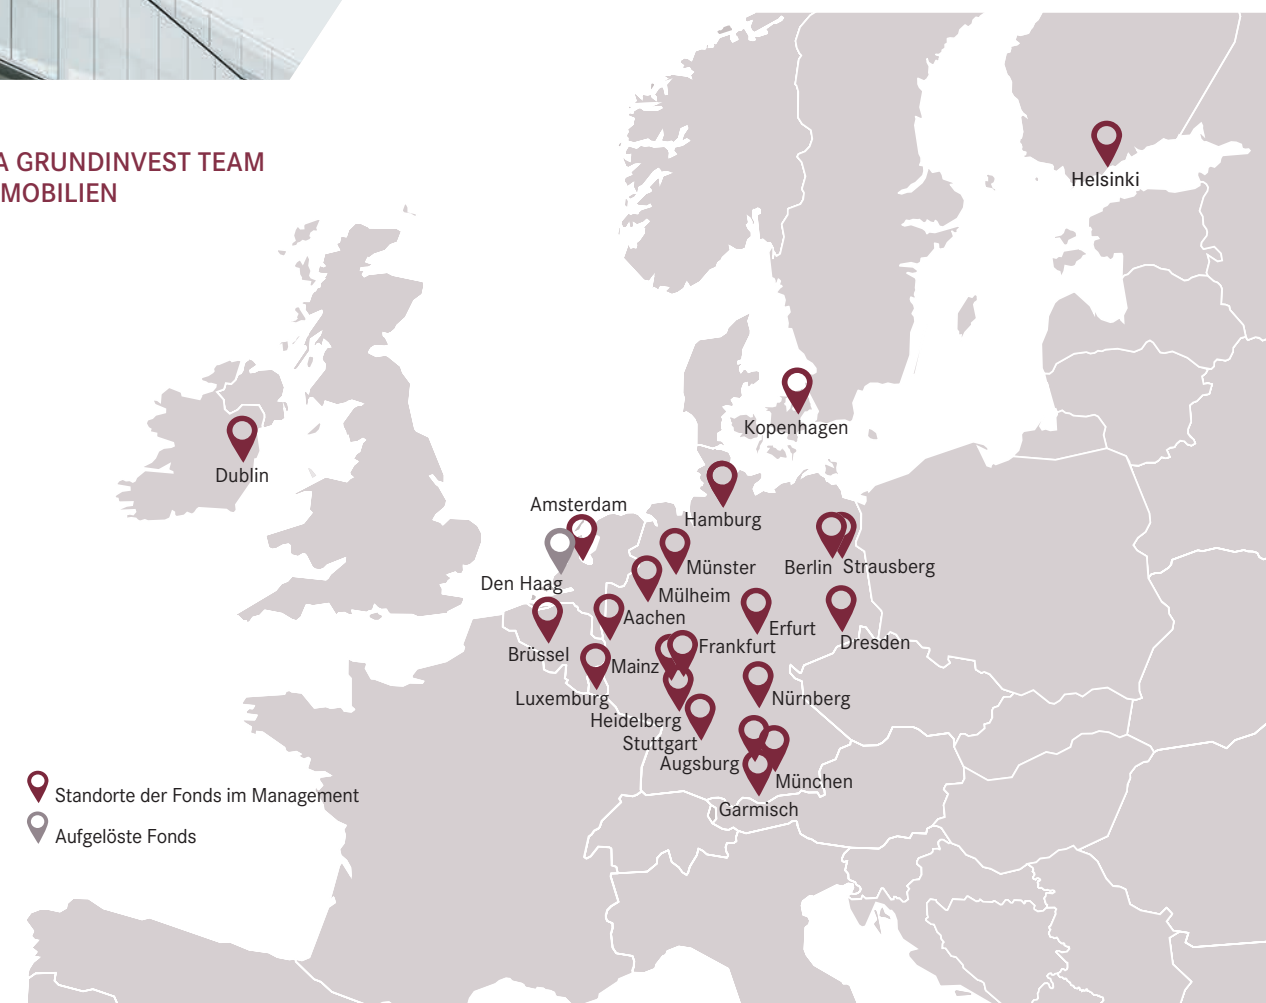 A GRUNDINVEST TEAM
MOBILIEN
Helsinki
Kopenhagen
Dublin
Amsterdam
Hamburg
Den Haag
Münster
Berlin
Strausberg
Mülheim
Aachen
Erfurt
Dresden
Brüssel
Mainz
Frankfurt
Luxemburg
Nürnberg
Heidelberg
Stuttgart
Augsburg
München
Garmisch
Standorte der Fonds im Management
Aufgelöste Fonds